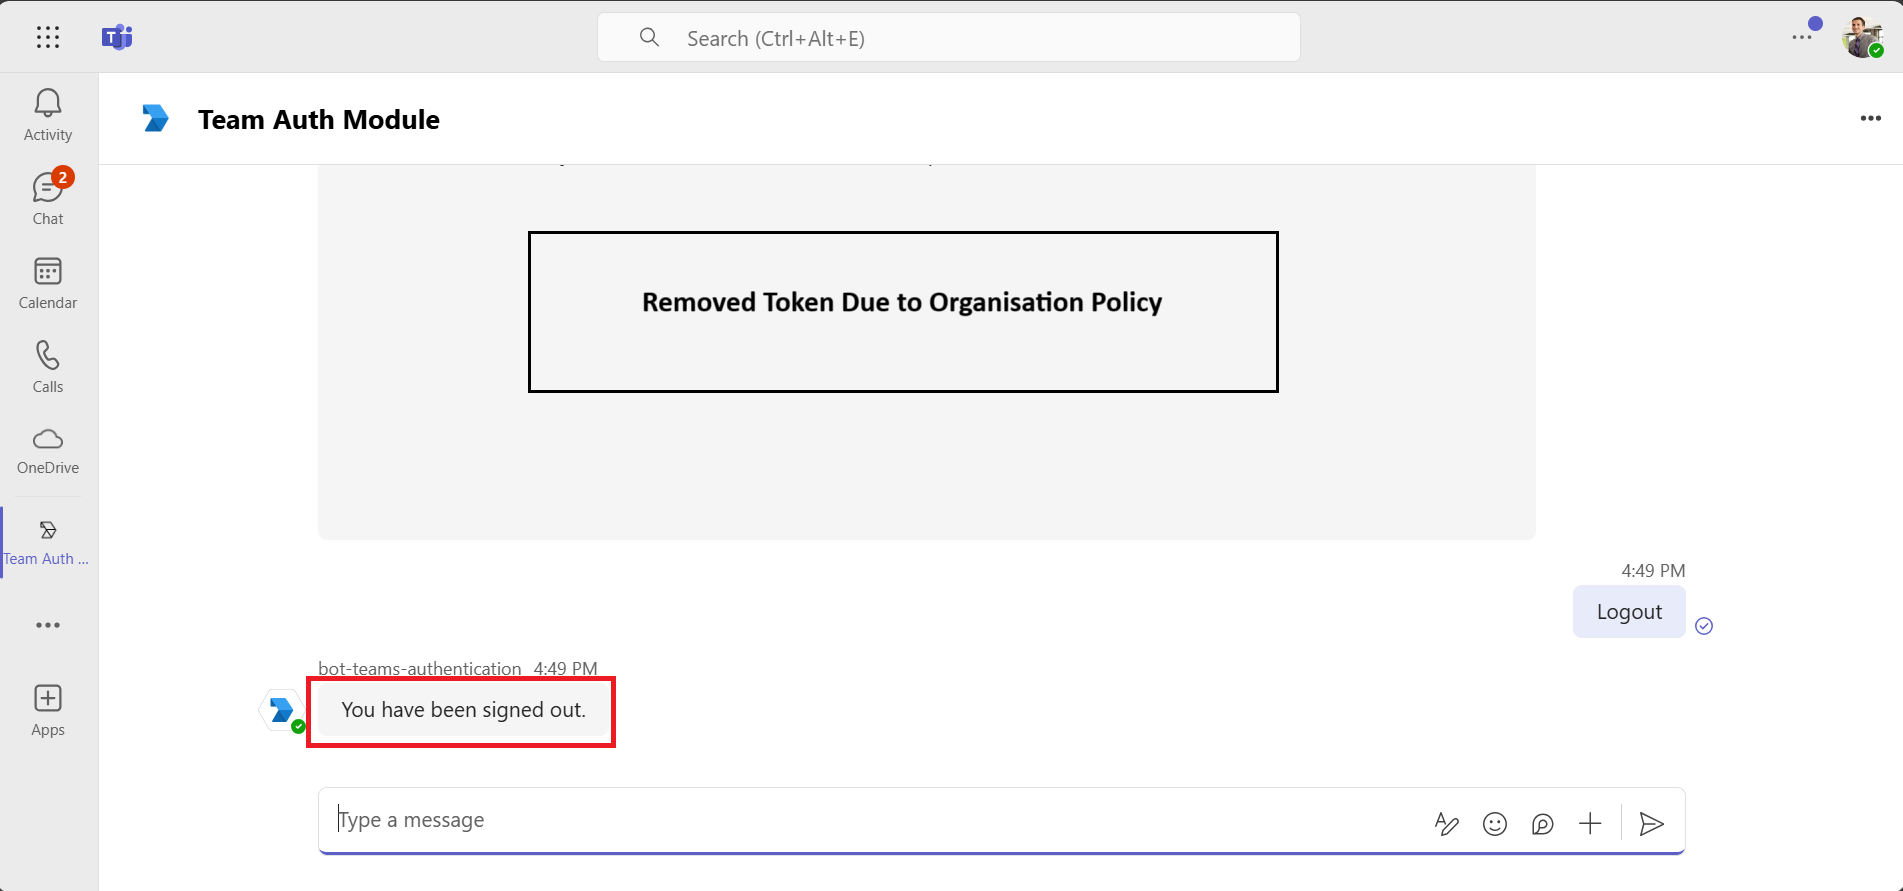 Search (Ctrl+Alt+E)
Activity
2
Chat
Calendar
Calls
OneDrive
Team Auth ...
Apps
Team Auth Module
Removed Token Due to Organisation Policy
4:49 PM
Logout
bot-teams-authentication 4:49 PM
You have been signed out.
Type a message